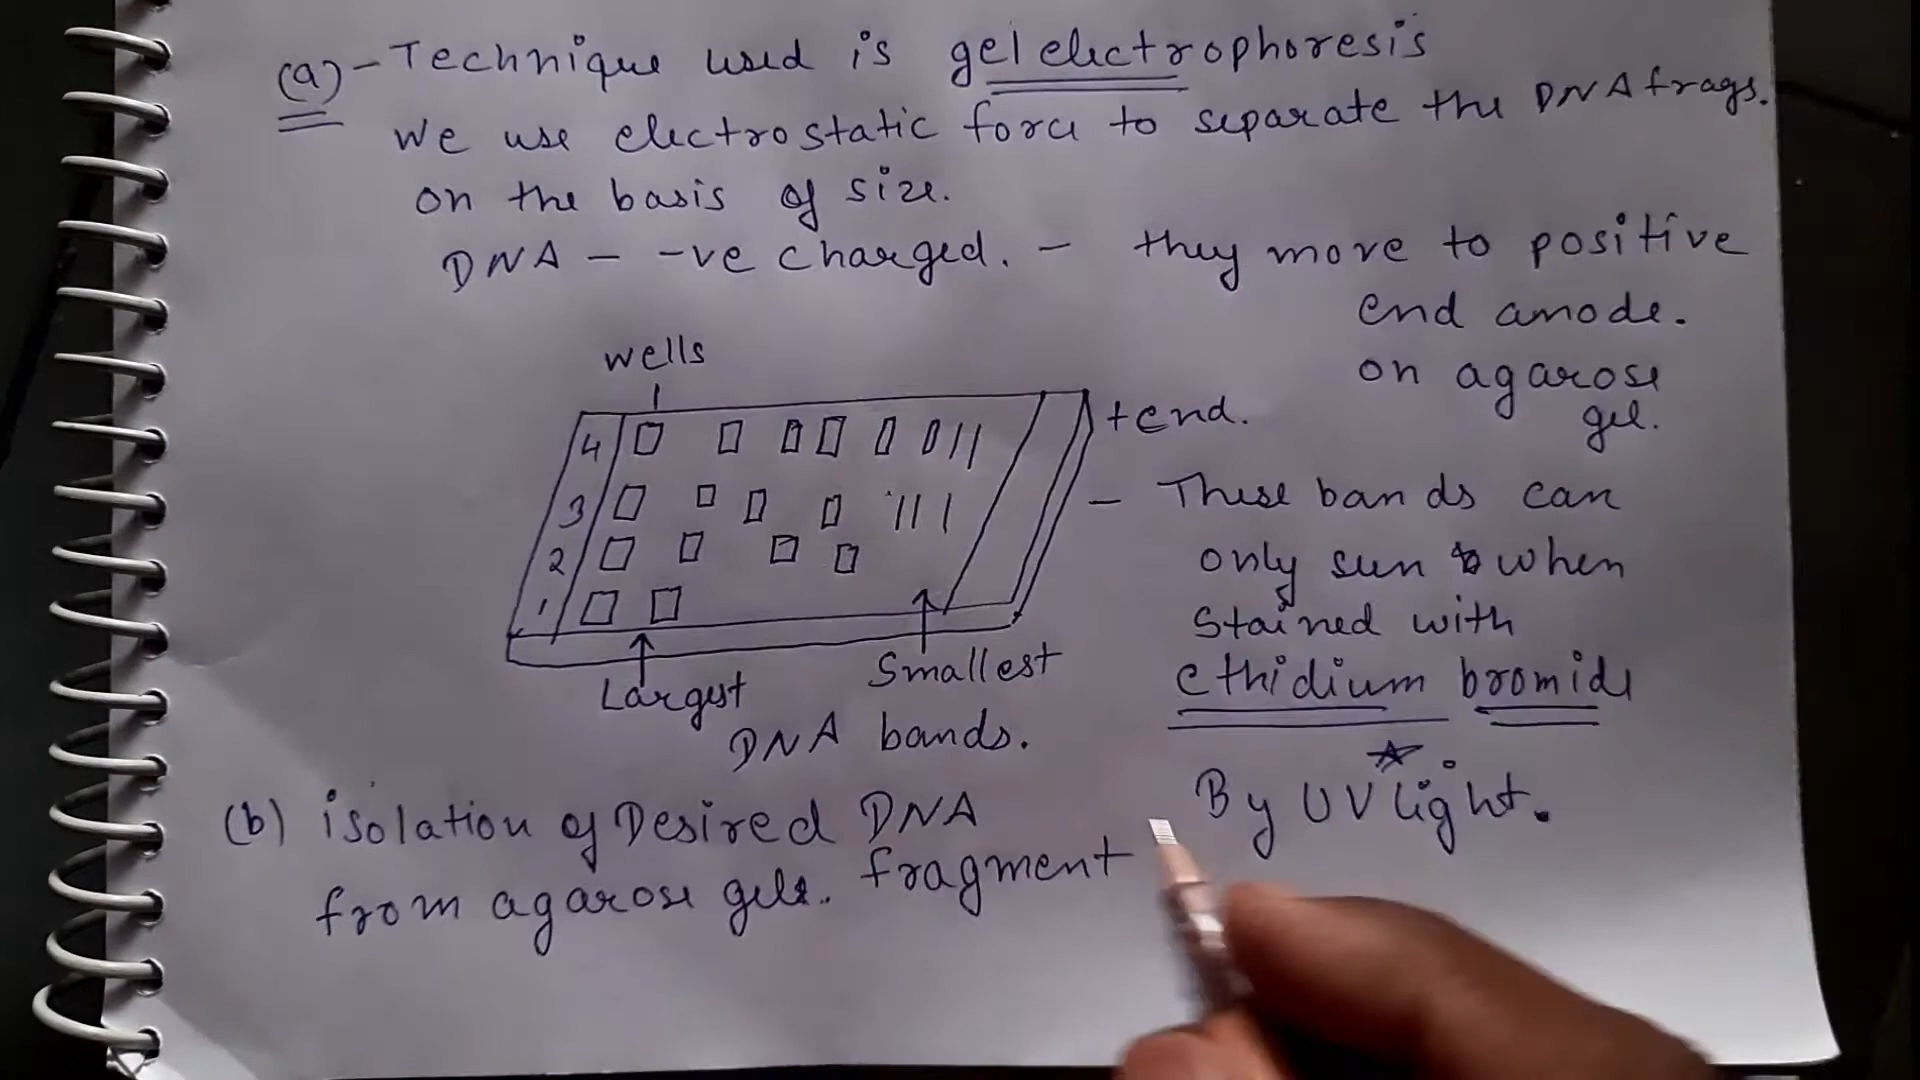 (a) - Technique used is gel electrophoresis
We use electrostatic force to separate the DNA frags.
on the basis of size.
DNA - -ve charged. - they move to positive
end anode.
on agarose
gel.
wells
+ end.
4
3
2
1
- These bands can
only seen when
stained with
ethidium bromide
By UV light.
Largest
Smallest
DNA bands.
(b) isolation of Desired DNA
fragment
from agarose gels.